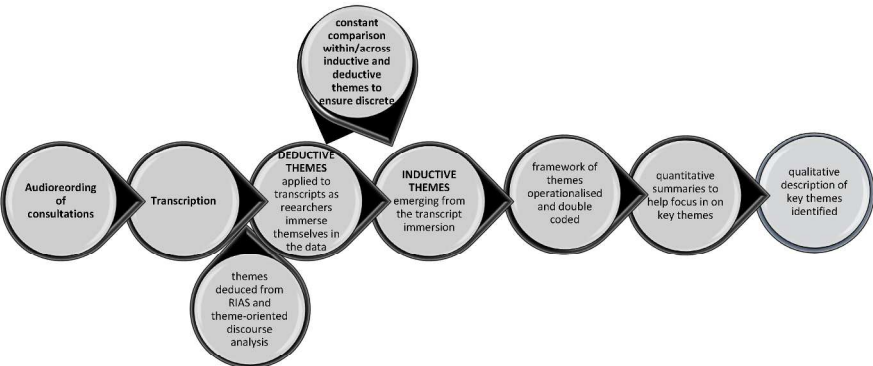 constant
comparison
within/across
inductive and
deductive
themes to
ensure discrete
Audioreording
of consultations
Transcription
DEDUCTIVE
THEMES
applied to
transcripts as
reearchers
immerse
themselves in
the data
INDUCTIVE
THEMES
emerging from
the transcript
immersion
framework of
themes
operationalised
and double
coded
quantitative
summaries to
help focus in on
key themes
qualitative
description of
key themes
identified
themes
deduced from
RIAS and
theme-oriented
discourse
analysis